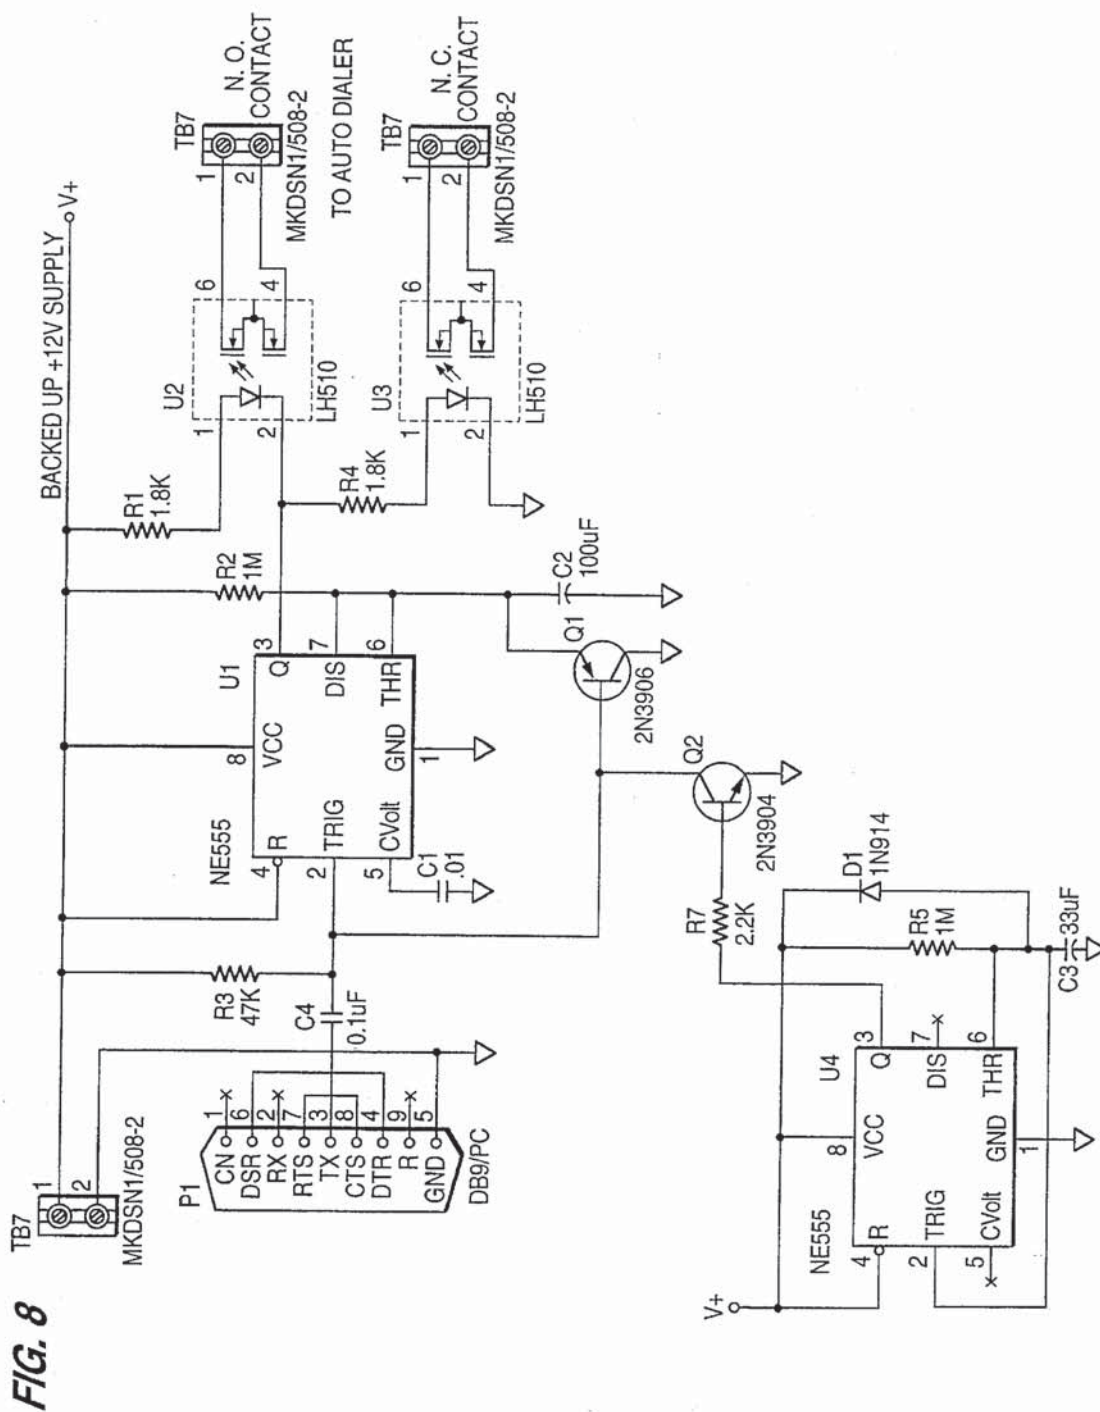 FIG. 8
TB7
1
2
MKDSN1/508-2
BACKED UP +12V SUPPLY
V+
P1
CN
DSR
RX
RTS
TX
CTS
DTR
R
GND
1
6
2
7
3
8
4
9
5
DB9/PC
R3
47K
C4
0.1uF
NE555
U1
4
R
2
TRIG
5
CVolt
8
VCC
GND
1
3
Q
7
DIS
6
THR
C1
.01
R2
1M
R1
1.8K
R4
1.8K
C2
100uF
Q1
2N3906
Q2
2N3904
U2
1
2
6
4
LH510
U3
1
2
6
4
LH510
TB7
1
2
N. O.
CONTACT
MKDSN1/508-2
TO AUTO DIALER
TB7
1
2
N. C.
CONTACT
MKDSN1/508-2
V+
NE555
U4
4
R
2
TRIG
5
CVolt
8
VCC
GND
1
3
Q
7
DIS
6
THR
R7
2.2K
D1
1N914
R5
1M
C3
33uF